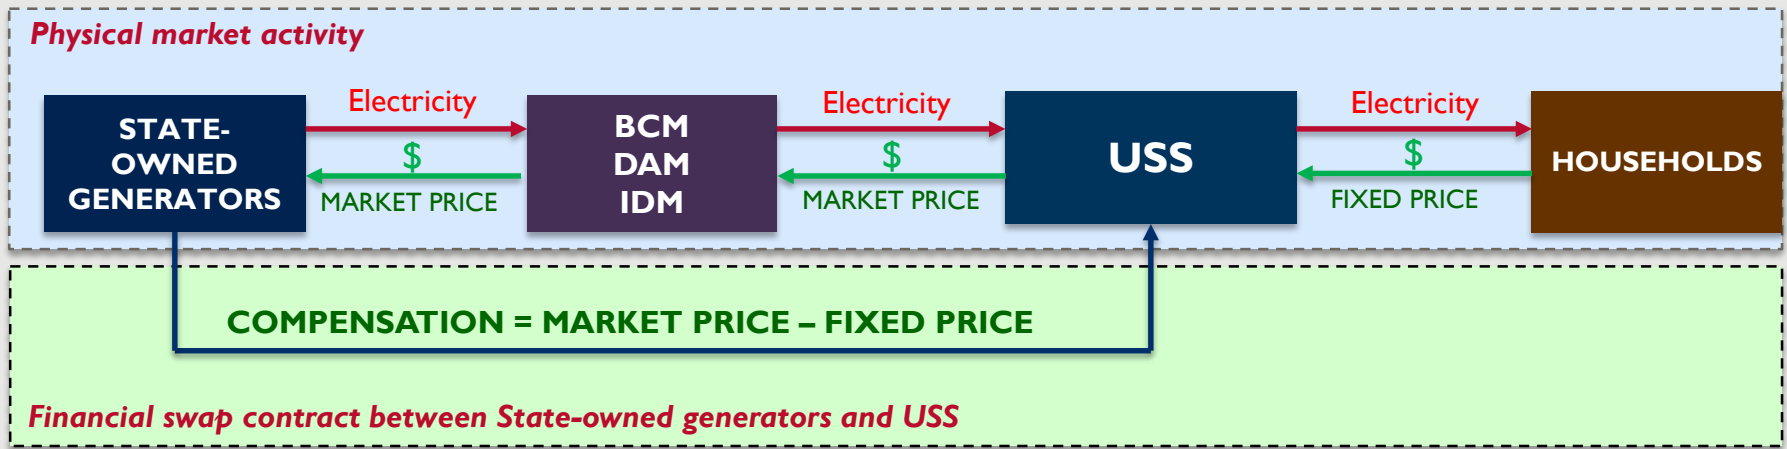 Physical market activity
STATE-
OWNED
GENERATORS
Electricity
$
MARKET PRICE
BCM
DAM
IDM
Electricity
$
MARKET PRICE
USS
Electricity
$
FIXED PRICE
HOUSEHOLDS
COMPENSATION = MARKET PRICE – FIXED PRICE
Financial swap contract between State-owned generators and USS